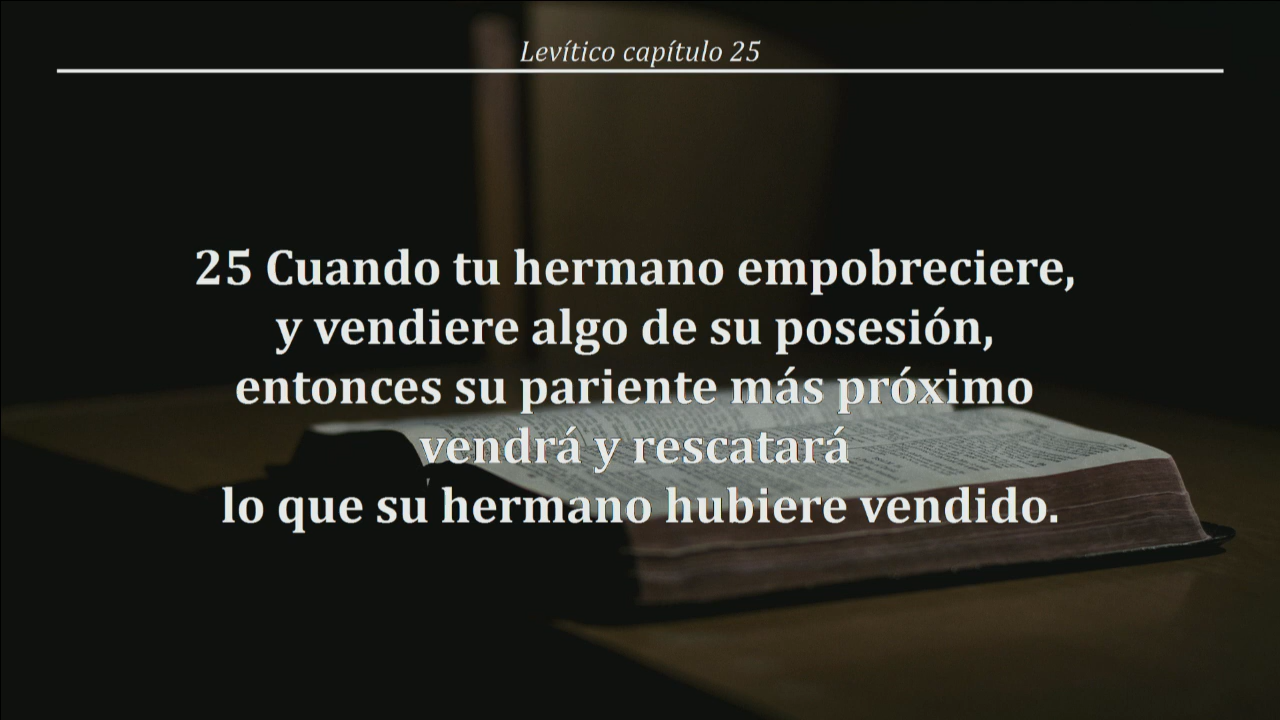 Levítico capítulo 25
25 Cuando tu hermano empobreciere,
y vendiere algo de su posesión,
entonces su pariente más próximo
vendrá y rescatará
lo que su hermano hubiere vendido.